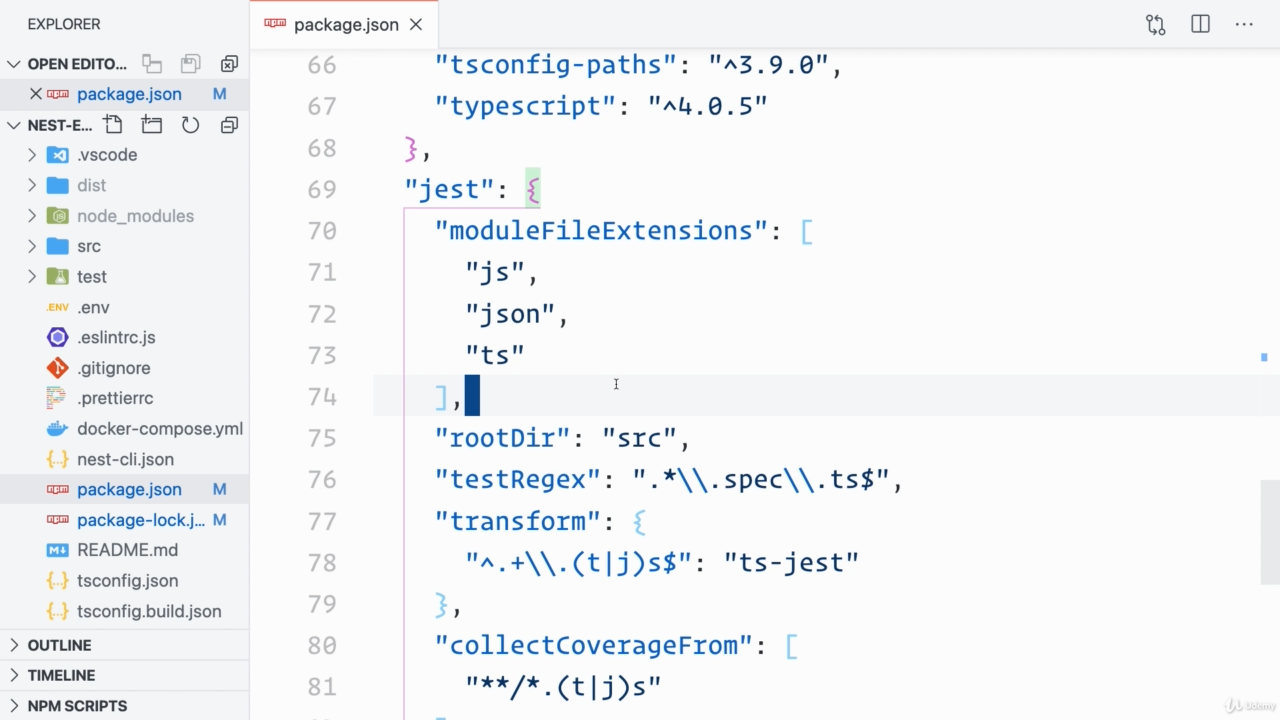 EXPLORER
package.json
OPEN EDITO...
package.json M
NEST-E...
.vscode
dist
node_modules
src
test
.ENV .env
.eslintrc.js
.gitignore
.prettierrc
docker-compose.yml
nest-cli.json
package.json M
package-lock.j... M
README.md
tsconfig.json
tsconfig.build.json
OUTLINE
TIMELINE
NPM SCRIPTS
66 "tsconfig-paths": "^3.9.0",
67 "typescript": "^4.0.5"
68 },
69 "jest": {
70 "moduleFileExtensions": [
71 "js",
72 "json",
73 "ts"
74 ],
75 "rootDir": "src",
76 "testRegex": ".*\\.spec\\.ts$",
77 "transform": {
78 "^.+\\.(t|j)s$": "ts-jest"
79 },
80 "collectCoverageFrom": [
81 "**/*.(t|j)s"
Udemy